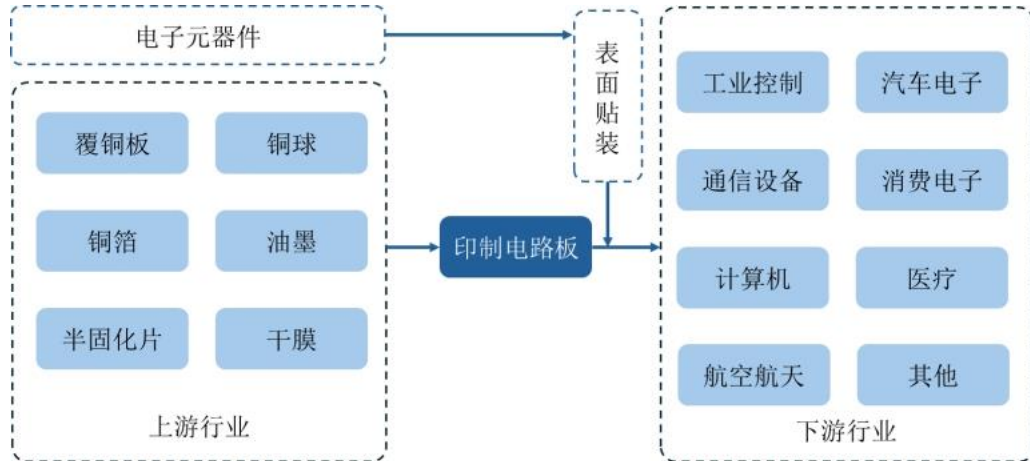 电子元器件
表面贴装
覆铜板
铜球
铜箔
油墨
半固化片
干膜
上游行业
印制电路板
工业控制
汽车电子
通信设备
消费电子
计算机
医疗
航空航天
其他
下游行业